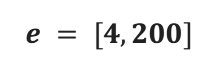 e = [4, 200]